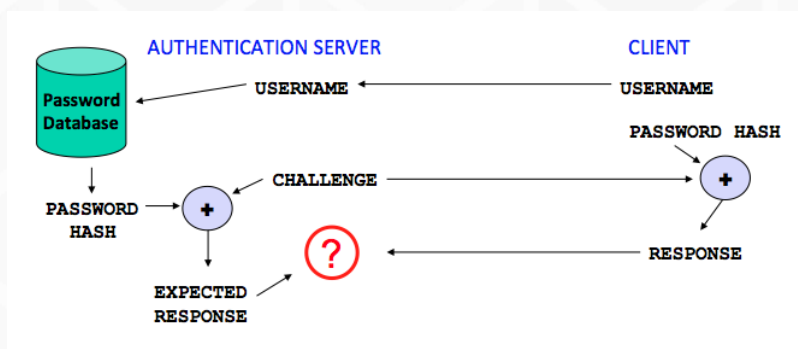 AUTHENTICATION SERVER
CLIENT
Password
Database
USERNAME
USERNAME
PASSWORD HASH
CHALLENGE
+
PASSWORD
HASH
+
?
RESPONSE
EXPECTED
RESPONSE